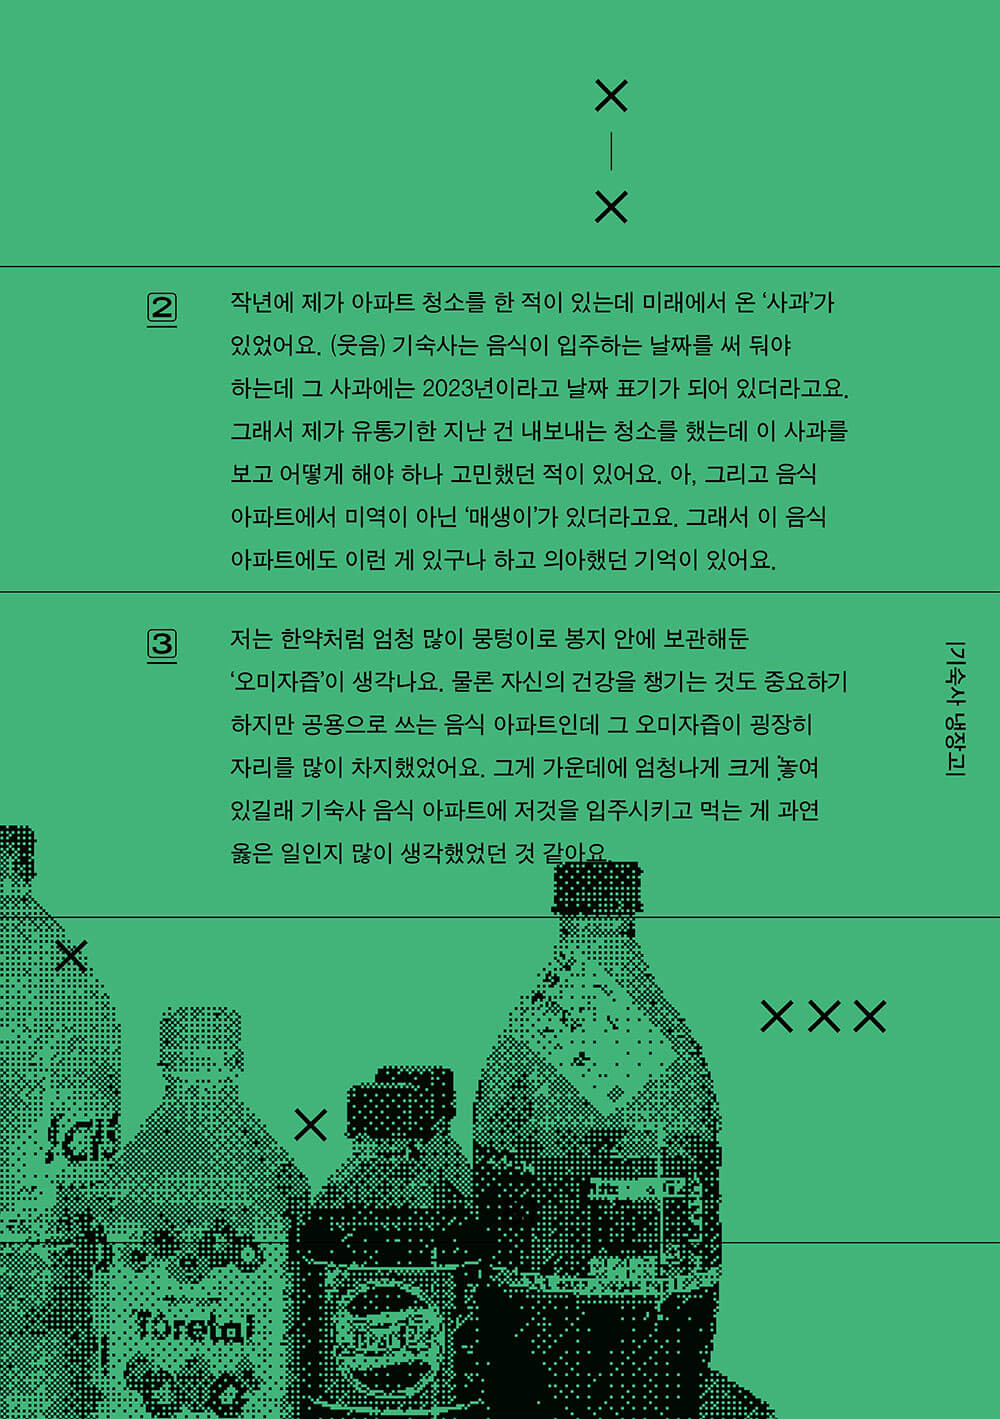 2
작년에 제가 아파트 청소를 한 적이 있는데 미래에서 온 ‘사과’가
있었어요. (웃음) 기숙사는 음식이 입주하는 날짜를 써 둬야
하는데 그 사과에는 2023년이라고 날짜 표기가 되어 있더라고요.
그래서 제가 유통기한 지난 건 내보내는 청소를 했는데 이 사과를
보고 어떻게 해야 하나 고민했던 적이 있어요. 아, 그리고 음식
아파트에서 미역이 아닌 ‘매생이’가 있더라고요. 그래서 이 음식
아파트에도 이런 게 있구나 하고 의아했던 기억이 있어요.
3
저는 한약처럼 엄청 많이 뭉텅이로 봉지 안에 보관해둔
‘오미자즙’이 생각나요. 물론 자신의 건강을 챙기는 것도 중요하기
하지만 공용으로 쓰는 음식 아파트인데 그 오미자즙이 굉장히
자리를 많이 차지했었어요. 그게 가운데에 엄청나게 크게 놓여
있길래 기숙사 음식 아파트에 저것을 입주시키고 먹는 게 과연
옳은 일인지 많이 생각했었던 것 같아요.
|기숙사 냉장고|
Toreta!